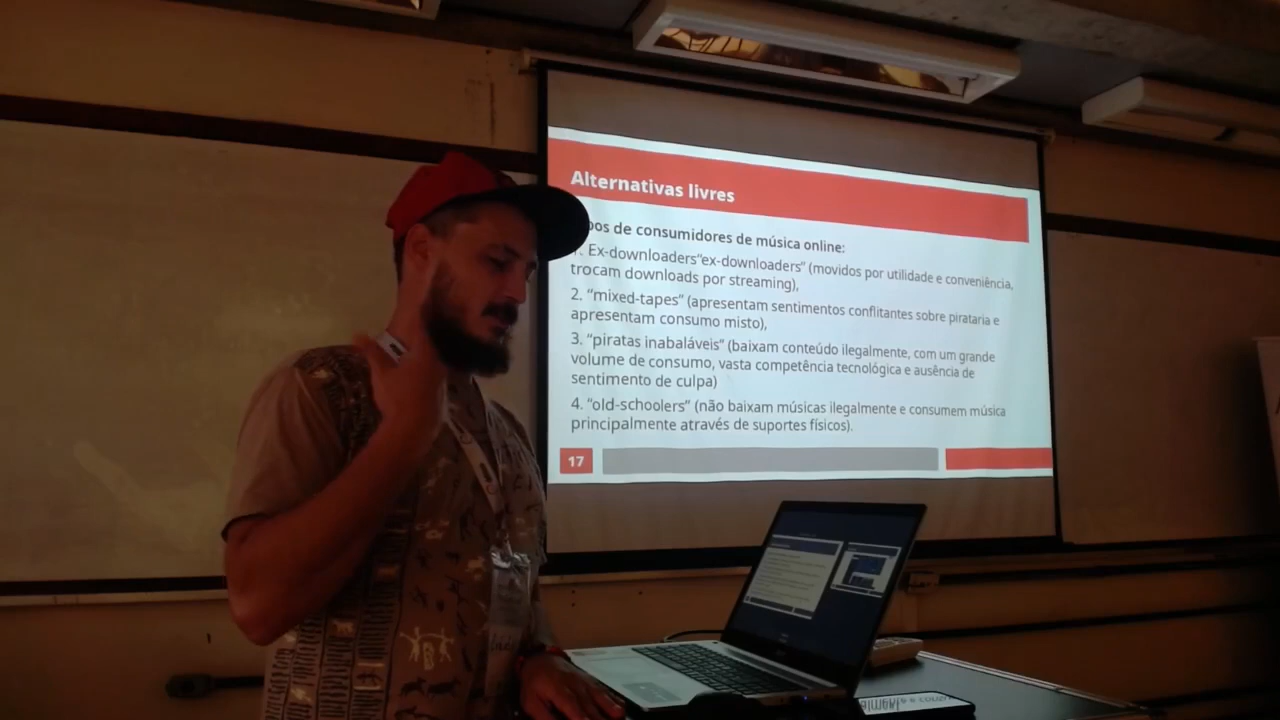 Alternativas livres
de consumidores de música online:
Ex-downloaders“ex-downloaders” (movidos por utilidade e conveniência,
trocam downloads por streaming),
2. “mixed-tapes” (apresentam sentimentos conflitantes sobre pirataria e
apresentam consumo misto),
3. “piratas inabaláveis” (baixam conteúdo ilegalmente, com um grande
volume de consumo, vasta competência tecnológica e ausência de
sentimento de culpa)
4. “old-schoolers” (não baixam músicas ilegalmente e consumem música
principalmente através de suportes físicos).
17